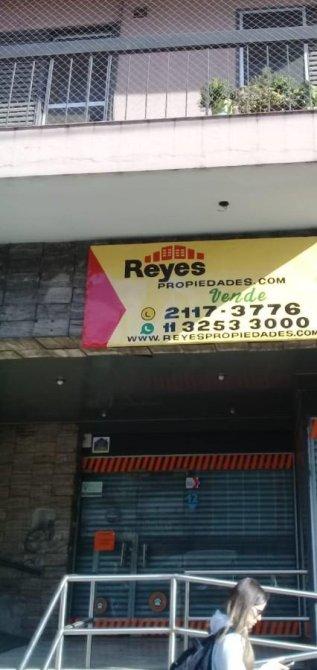 Reyes
PROPIEDADES.COM
Vende
2117-3776
11 3253 3000
WWW.REYESPROPIEDADES.COM